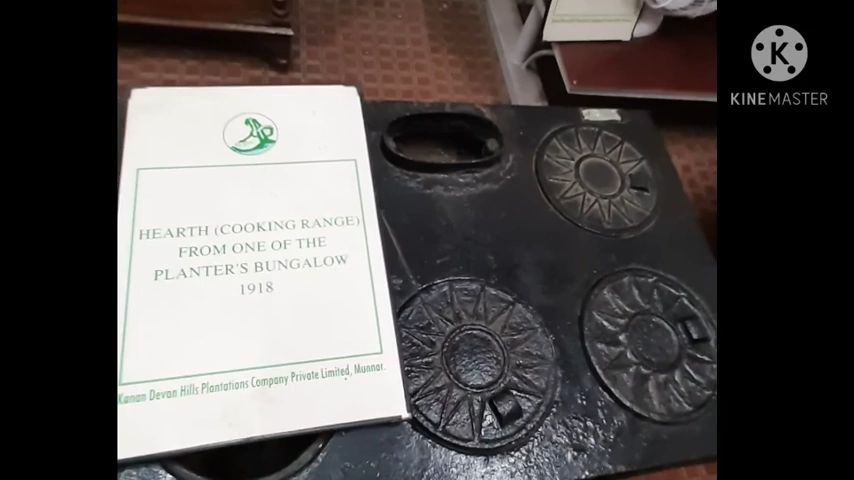 HEARTH (COOKING RANGE)
FROM ONE OF THE
PLANTER'S BUNGALOW
1918
Kanan Devan Hills Plantations Company Private Limited, Munnar.
K
KINEMASTER